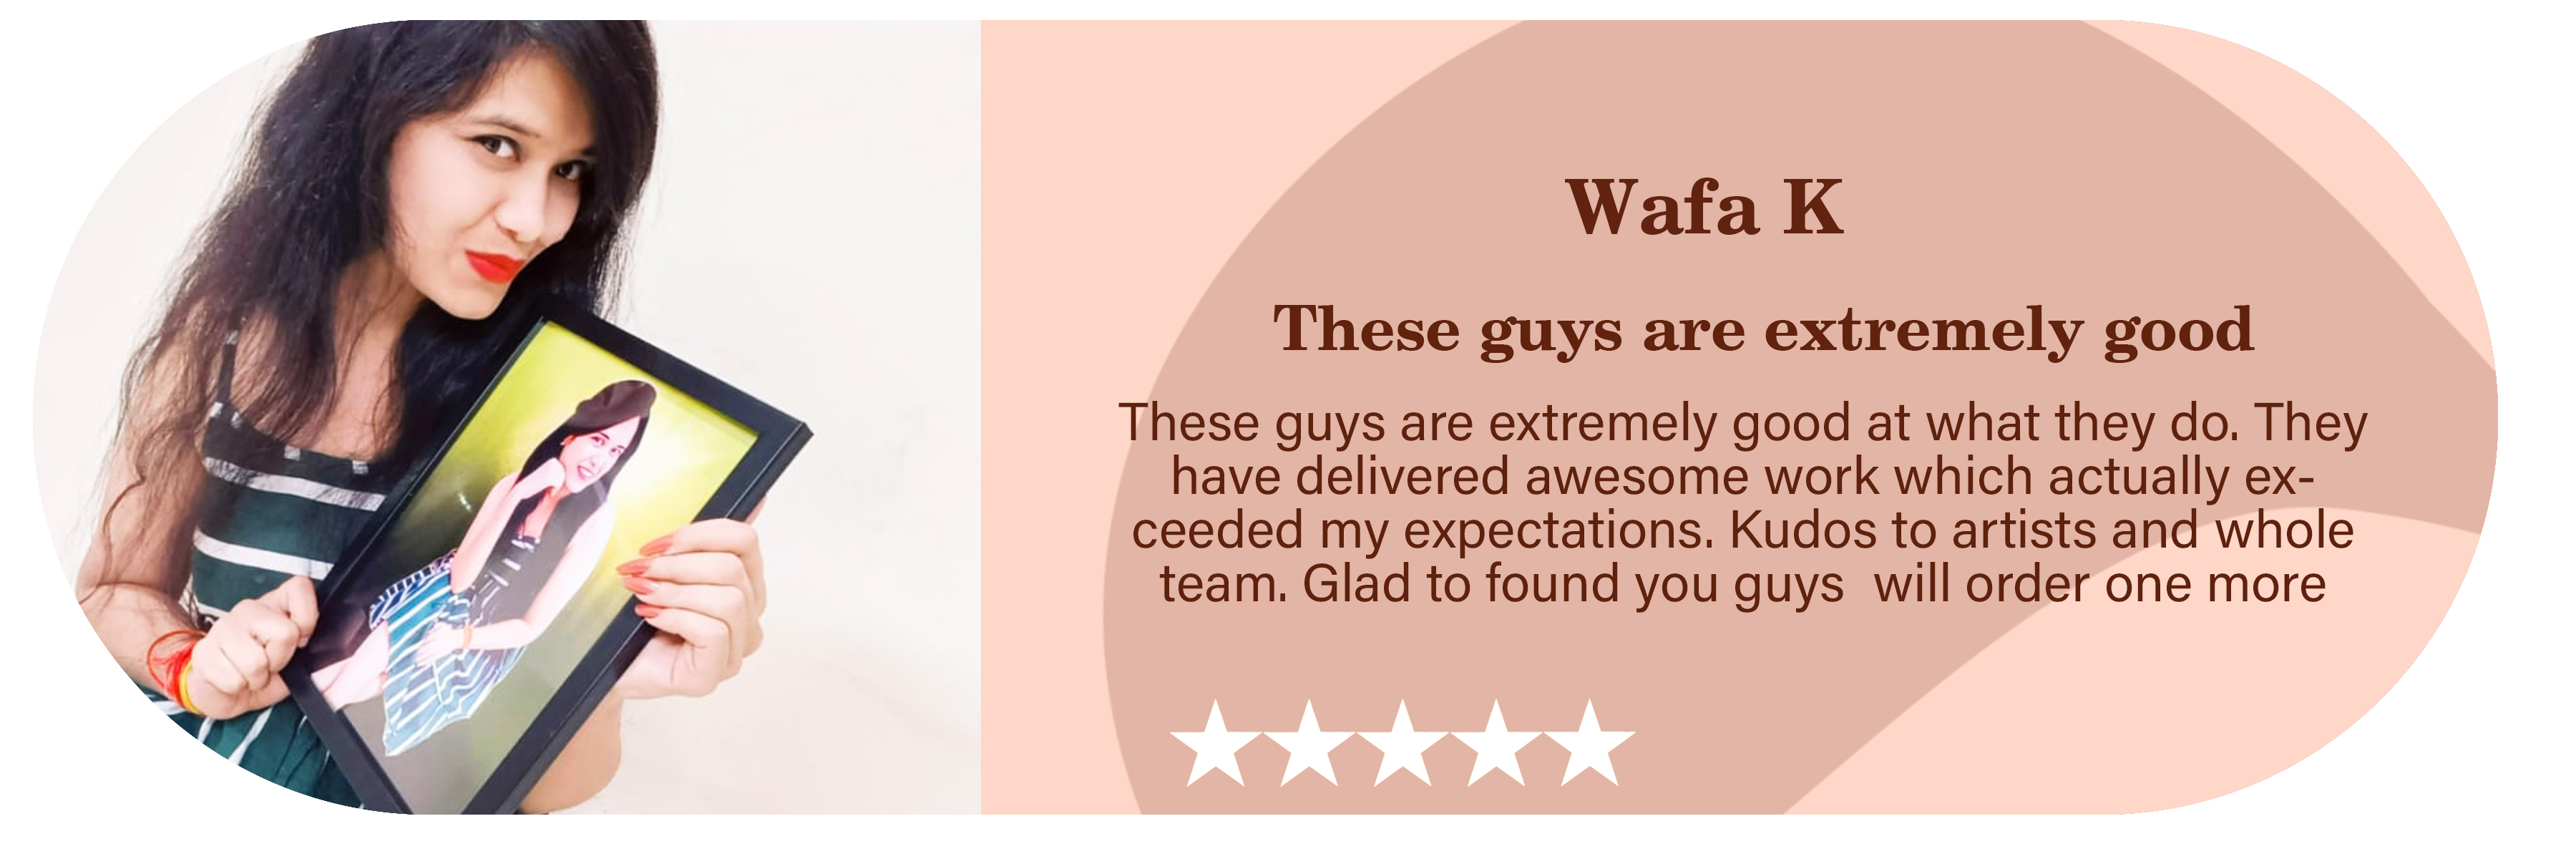 Wafa K
These guys are extremely good
These guys are extremely good at what they do. They
have delivered awesome work which actually ex-
ceeded my expectations. Kudos to artists and whole
team. Glad to found you guys  will order one more